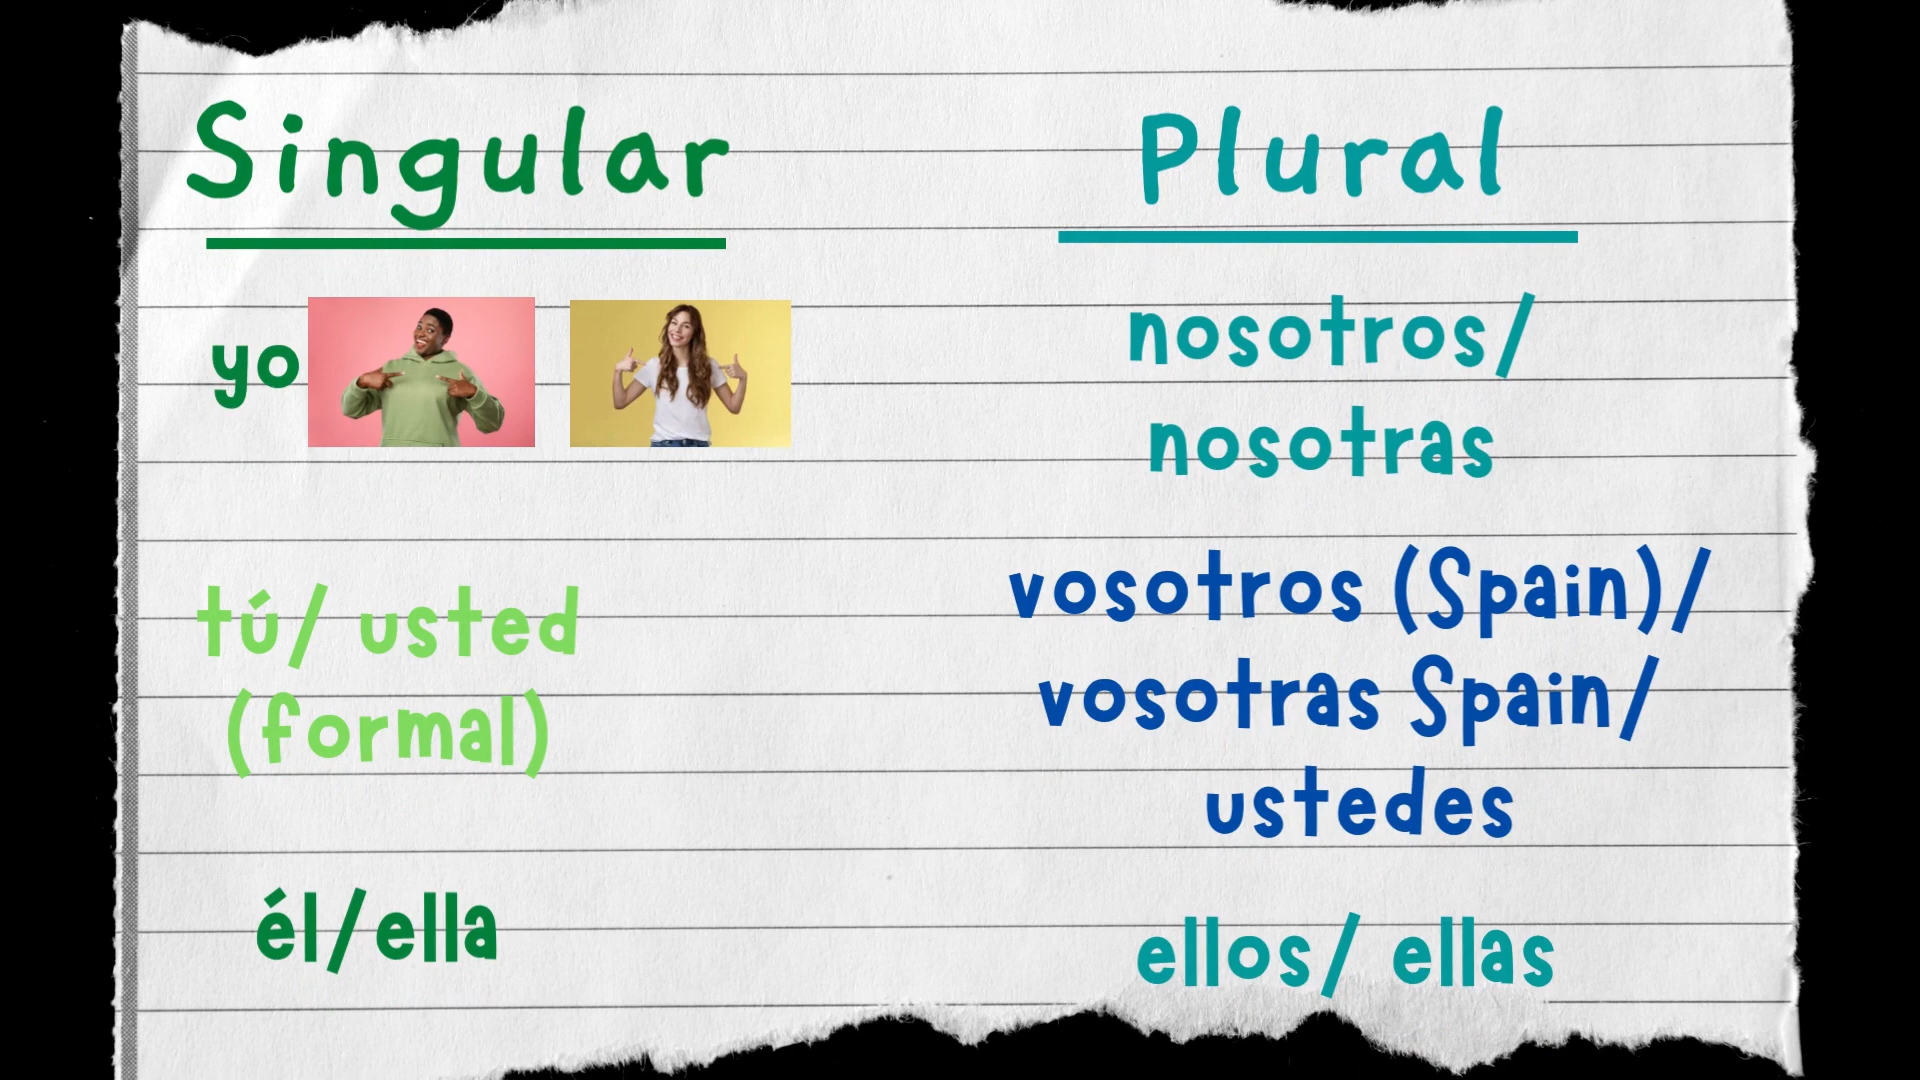 Singular
yo
tú/ usted
(formal)
él/ella
Plural
nosotros/
nosotras
vosotros (Spain)/
vosotras Spain/
ustedes
ellos/ ellas